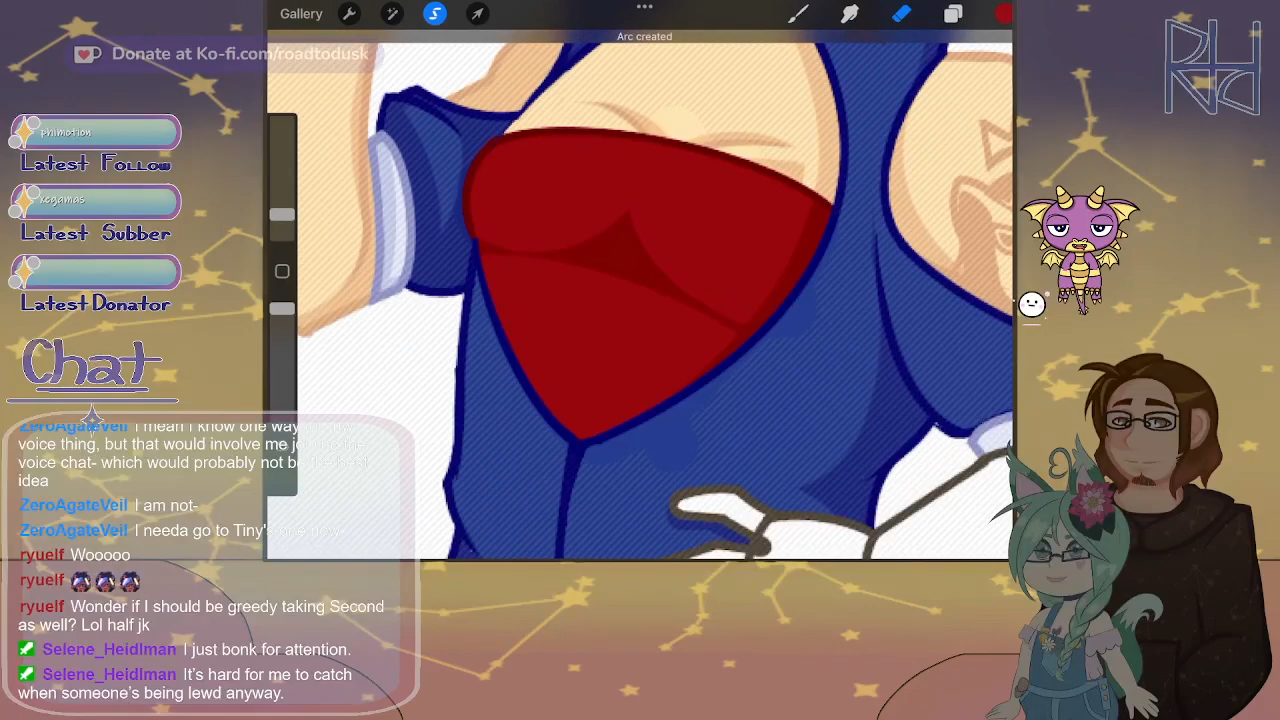 Gallery
Arc created
Donate at Ko-fi.com/roadtodusk
phimotion
Latest Follow
xegamas
Latest Subber
Latest Donator
Chat
ZeroAgateVeil I mean I know one way
voice thing, but that would involve me
voice chat- which would probably not
idea
ZeroAgateVeil I am not-
ZeroAgateVeil I needa go to Tiny's
ryuelf Wooooo
ryuelf
ryuelf Wonder if I should be greedy taking Second
as well? Lol half jk
Selene_Heidlman I just bonk for attention.
Selene_Heidlman It's hard for me to catch
when someone's being lewd anyway.